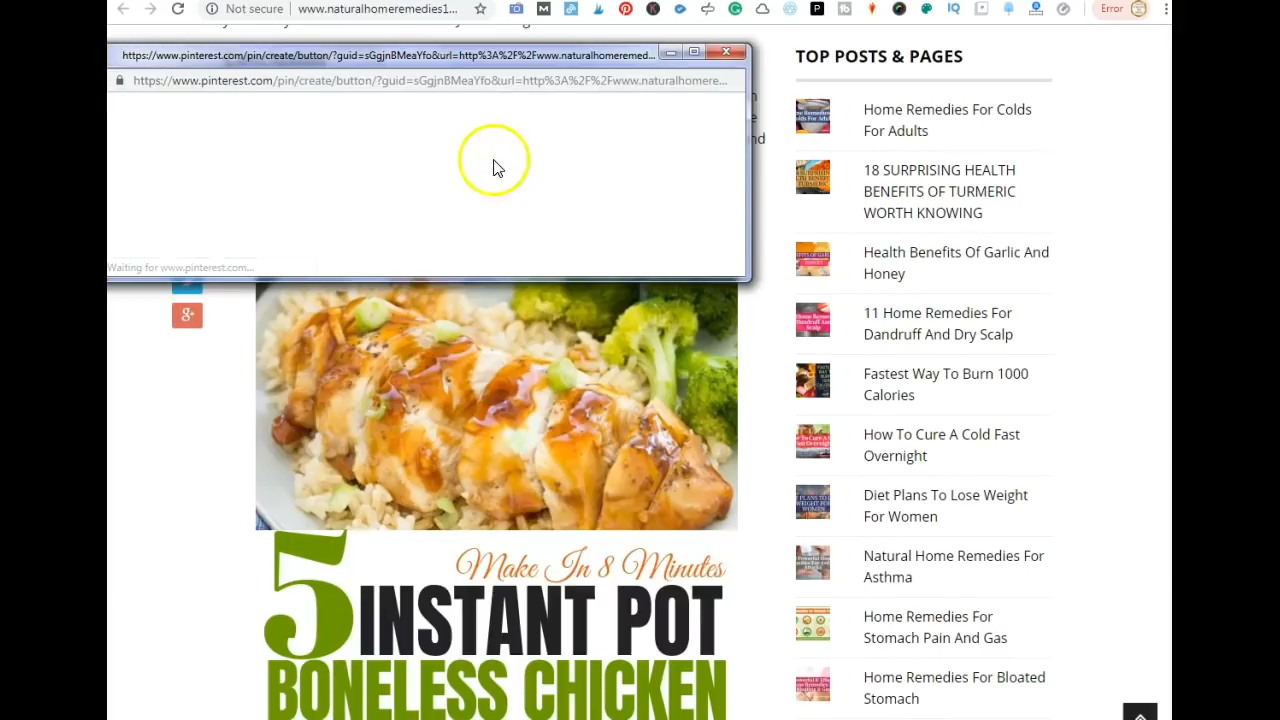 Not secure
www.naturalhomeremedies1...
Error
https://www.pinterest.com/pin/create/button/?guid=sGgjnBMeaYfo&url=http%3A%2F%2Fwww.naturalhomeremed...
https://www.pinterest.com/pin/create/button/?guid=sGgjnBMeaYfo&url=http%3A%2F%2Fwww.naturalhomere...
Waiting for www.pinterest.com...
Make In 8 Minutes
5 INSTANT POT
BONELESS CHICKEN
TOP POSTS & PAGES
Home Remedies For Colds
For Adults
18 SURPRISING HEALTH
BENEFITS OF TURMERIC
WORTH KNOWING
Health Benefits Of Garlic And
Honey
11 Home Remedies For
Dandruff And Dry Scalp
Fastest Way To Burn 1000
Calories
How To Cure A Cold Fast
Overnight
Diet Plans To Lose Weight
For Women
Natural Home Remedies For
Asthma
Home Remedies For
Stomach Pain And Gas
Home Remedies For Bloated
Stomach